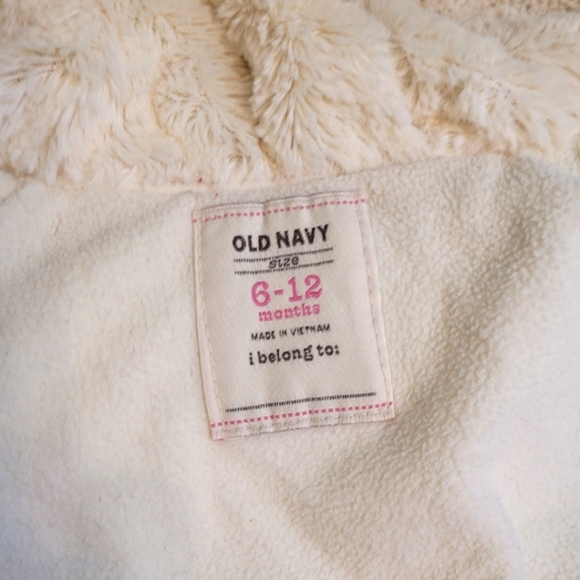 OLD NAVY
size
6-12
months
MADE IN VIETNAM
i belong to: